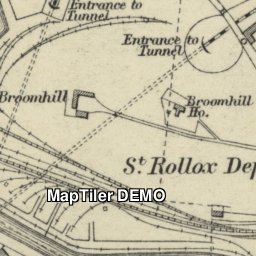 Entrance to
Tunnel
Entrance to
Tunnel
Broomhill
Broomhill
Ho.
St Rollox Dep
MapTiler DEMO